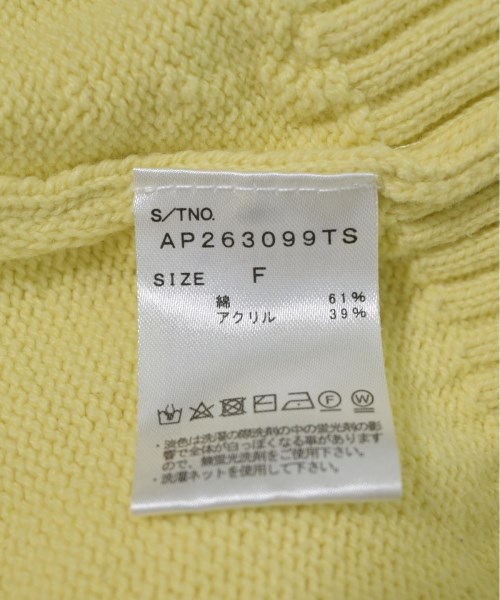 S/TNO.
AP263099TS
SIZE F
綿 61%
アクリル 39%
・淡色は洗濯の際洗剤の中の蛍光剤の影
響で全体が白っぽくなる事があります
ので、無蛍光洗剤をご使用下さい。
・洗濯ネットを使用して下さい。